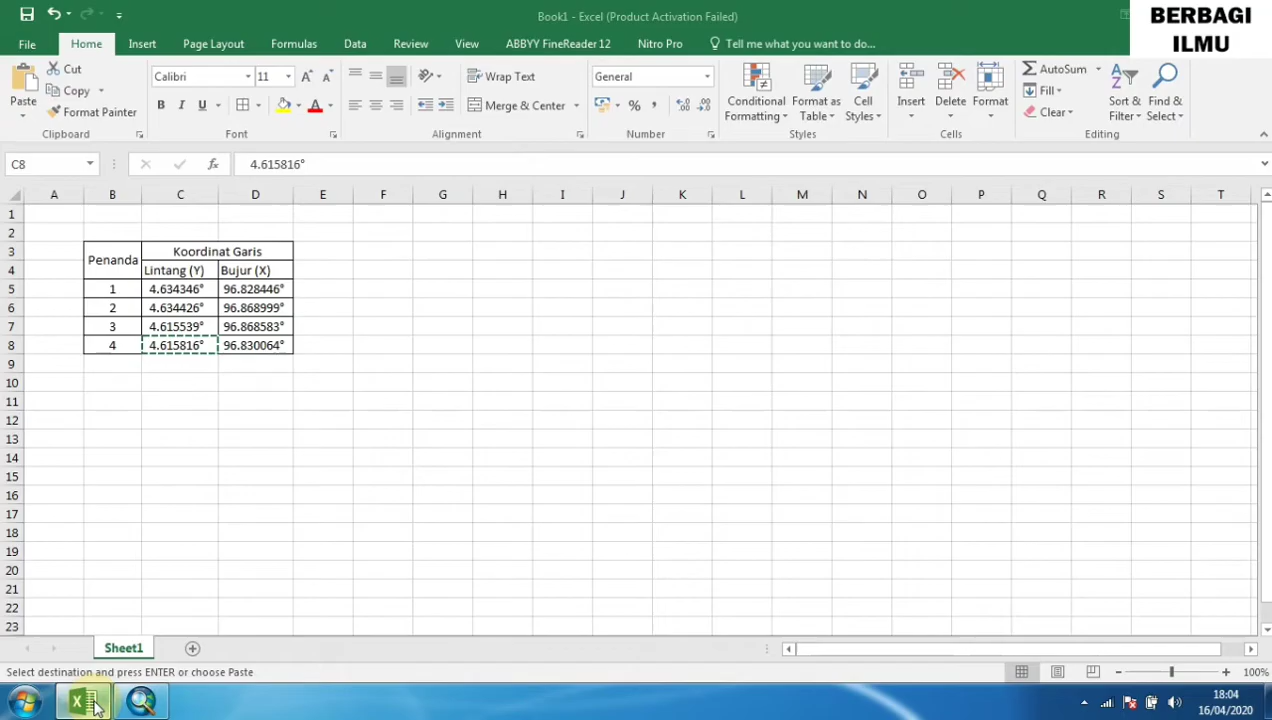 Book1 - Excel (Product Activation Failed)
BERBAGI
ILMU
File Home Insert Page Layout Formulas Data Review View ABBYY FineReader 12 Nitro Pro Tell me what you want to do...
Paste
Cut
Copy
Format Painter
Clipboard
Calibri 11
B I U
Font
Wrap Text
Merge & Center
Alignment
General
Number
Conditional
Formatting
Format as
Table
Cell
Styles
Styles
Insert
Delete
Format
Cells
AutoSum
Fill
Clear
Sort &
Filter
Find &
Select
Editing
C8 fx 4.615816°
A B C D E F G H I J K L M N O P Q R S T
1
2
3 Penanda Koordinat Garis
4 Lintang (Y) Bujur (X)
5 1 4.634346° 96.828446°
6 2 4.634426° 96.868999°
7 3 4.615539° 96.868583°
8 4 4.615816° 96.830064°
9
10
11
12
13
14
15
16
17
18
19
20
21
22
23
Sheet1
Select destination and press ENTER or choose Paste
100%
18:04
16/04/2020